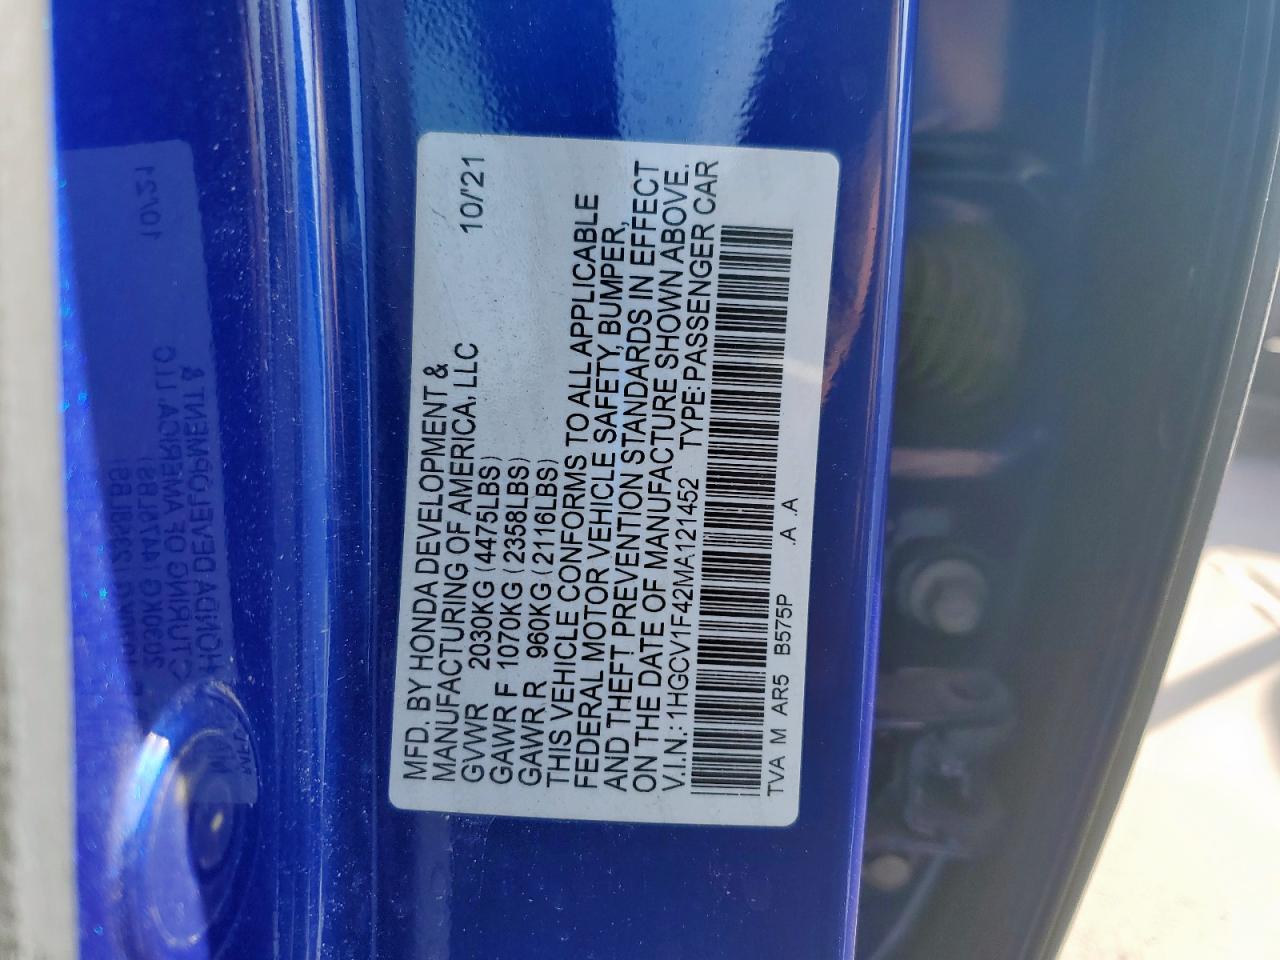 MFD. BY HONDA DEVELOPMENT &
MANUFACTURING OF AMERICA, LLC 10/'21
GVWR 2030KG (4475LBS)
GAWR F 1070KG (2358LBS)
GAWR R 960KG (2116LBS)
THIS VEHICLE CONFORMS TO ALL APPLICABLE
FEDERAL MOTOR VEHICLE SAFETY, BUMPER,
AND THEFT PREVENTION STANDARDS IN EFFECT
ON THE DATE OF MANUFACTURE SHOWN ABOVE.
V.I.N.: 1HGCV1F42MA121452 TYPE: PASSENGER CAR
TVA M AR5 B575P .A .A